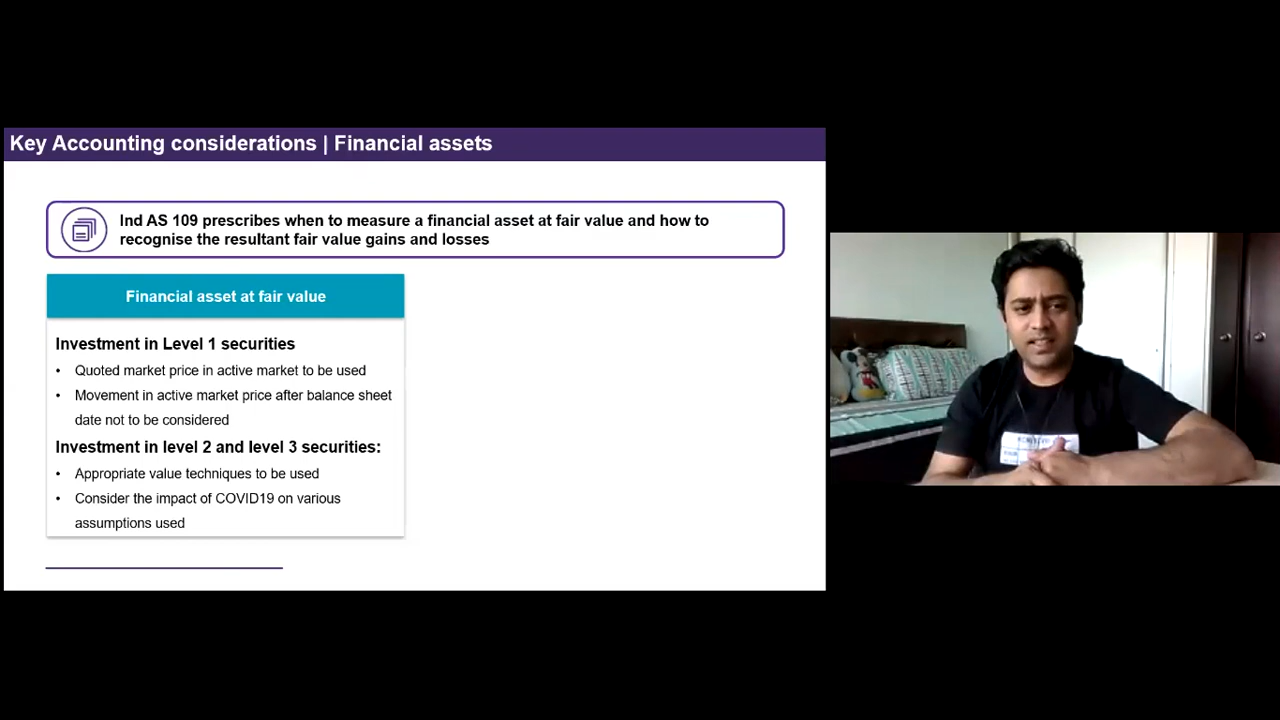 Key Accounting considerations | Financial assets
Ind AS 109 prescribes when to measure a financial asset at fair value and how to
recognise the resultant fair value gains and losses
Financial asset at fair value
Investment in Level 1 securities
• Quoted market price in active market to be used
• Movement in active market price after balance sheet
date not to be considered
Investment in level 2 and level 3 securities:
• Appropriate value techniques to be used
• Consider the impact of COVID19 on various
assumptions used